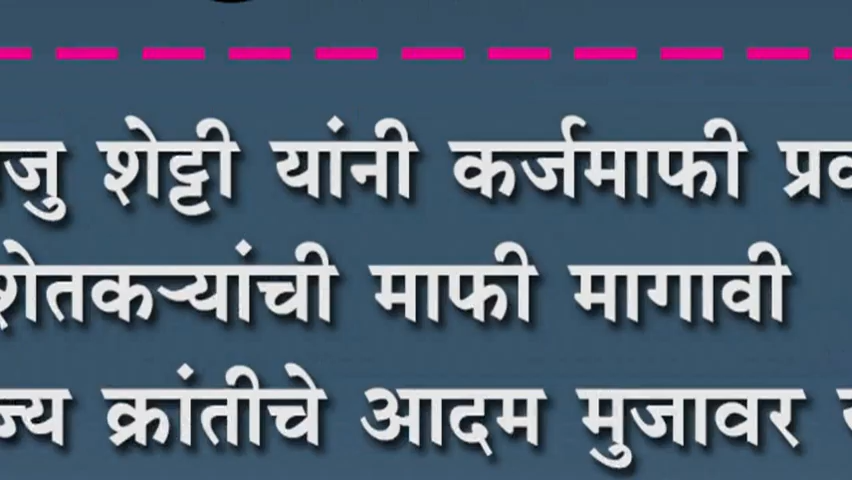 शेट्टी यांनी कर्जमाफी
शेतकऱ्यांची माफी मागावी
क्रांतीचे आदम मुजावर